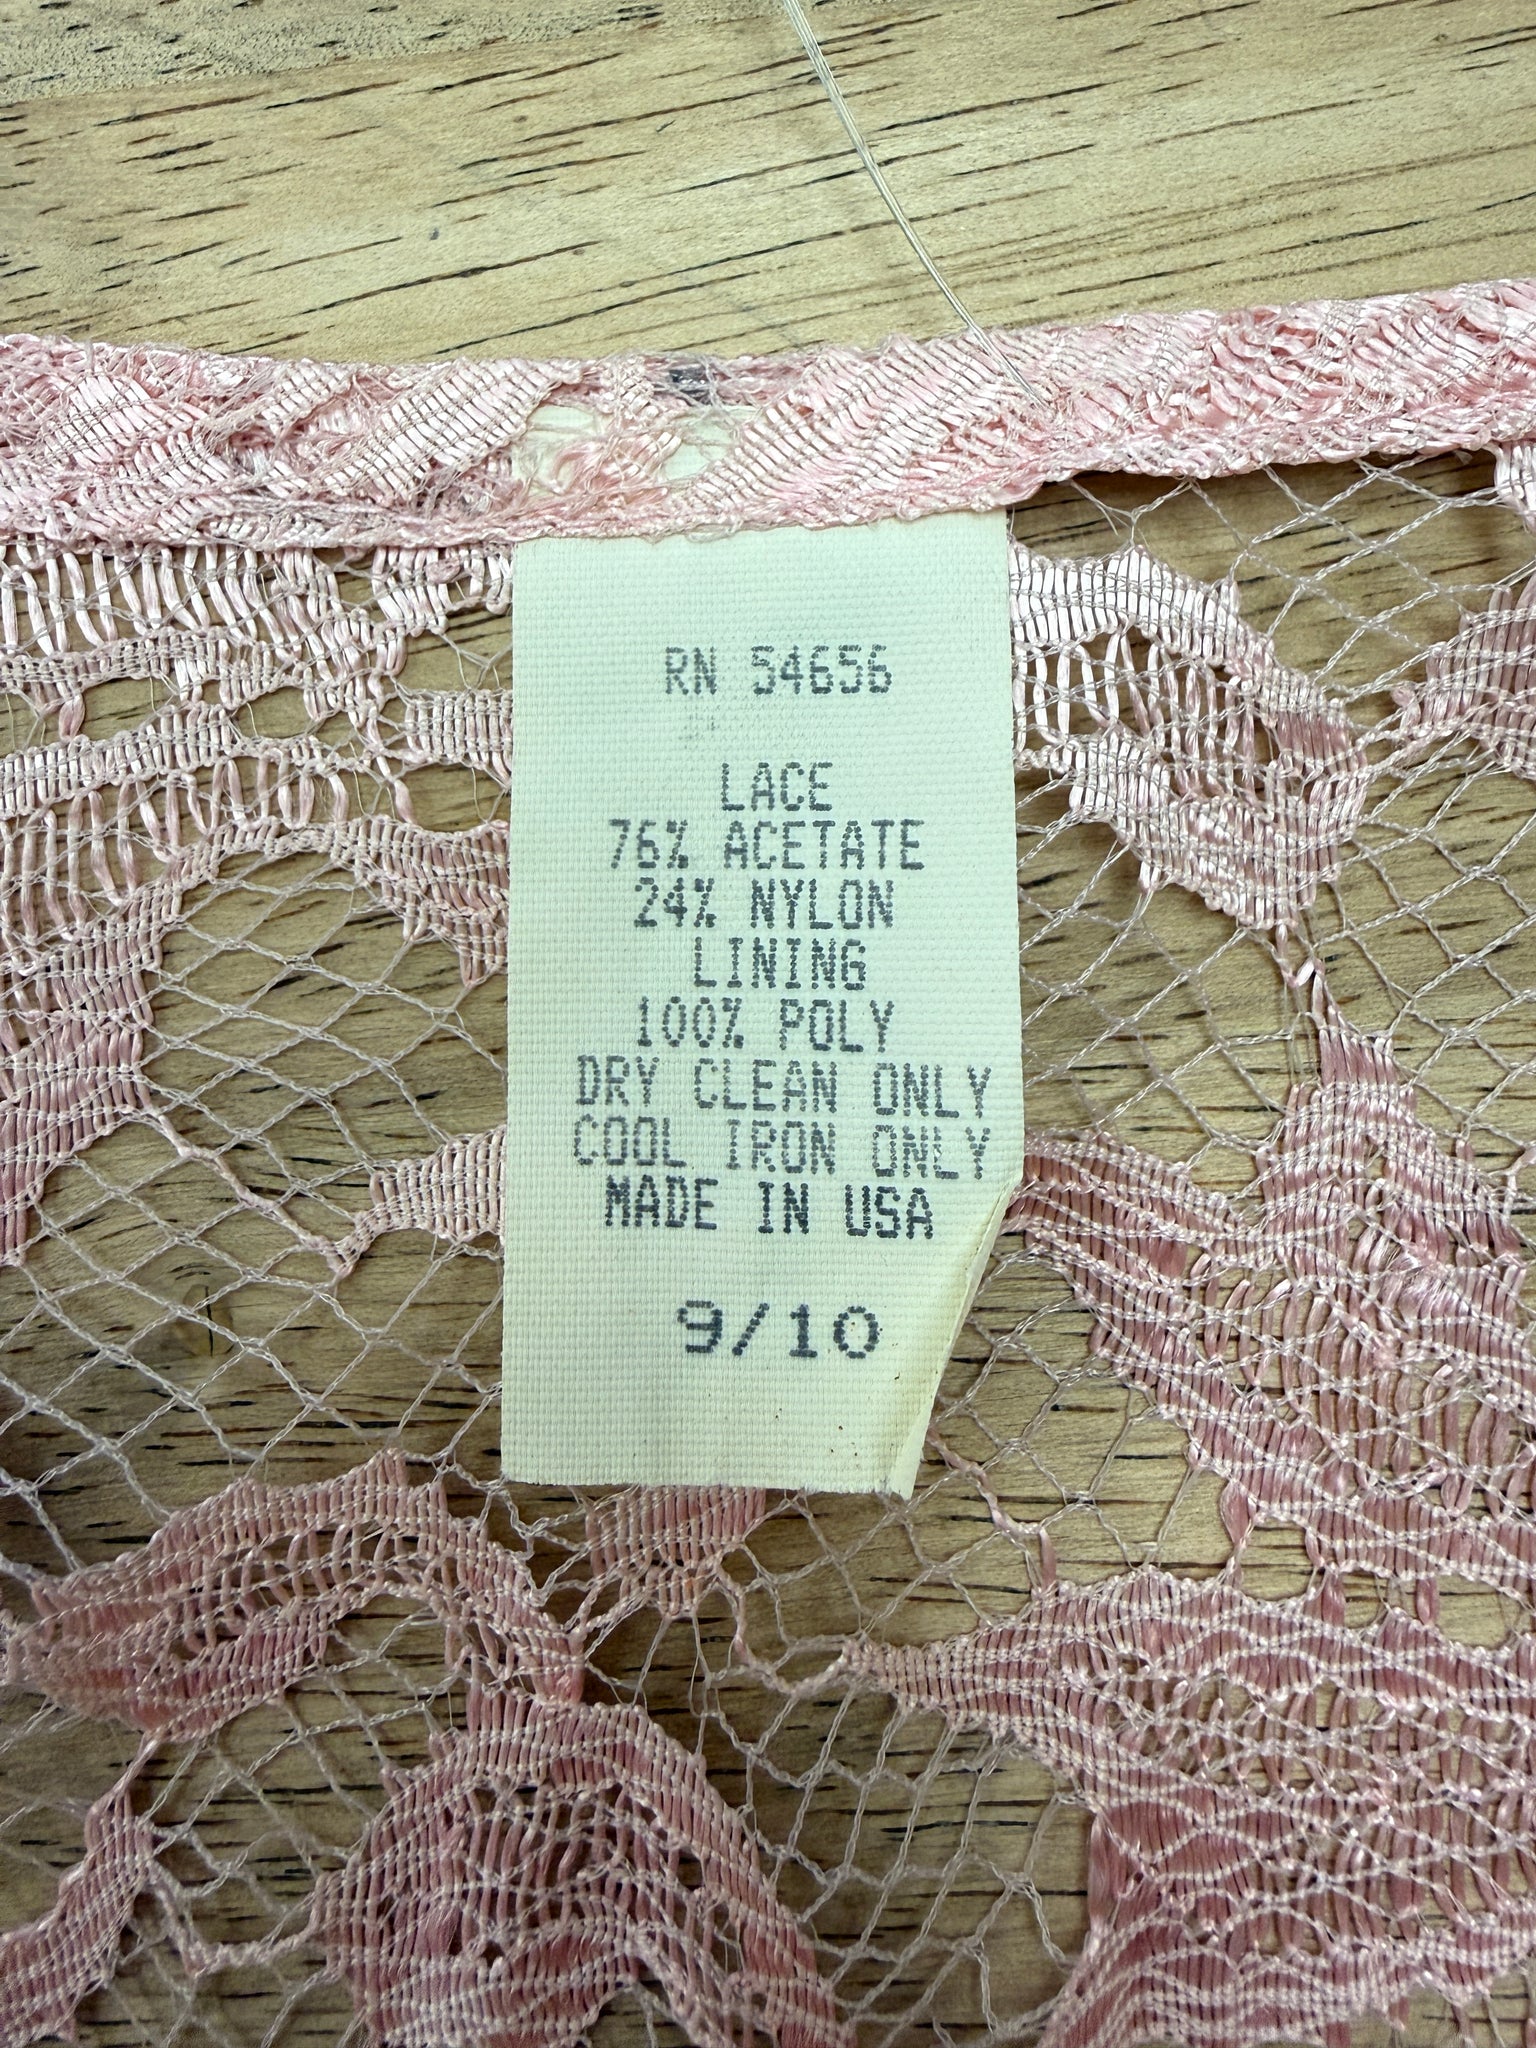 RN 54656
LACE
76% ACETATE
24% NYLON
LINING
100% POLY
DRY CLEAN ONLY
COOL IRON ONLY
MADE IN USA
9/10